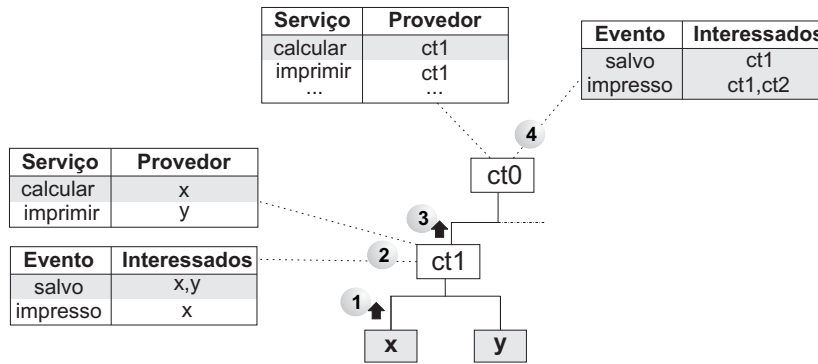 Serviço Provedor
calcular ct1
imprimir ct1
... ...
Evento Interessados
salvo ct1
impresso ct1,ct2
4
ct0
Serviço Provedor
calcular x
imprimir y
3
Evento Interessados
salvo x,y
impresso x
2
ct1
1
x y